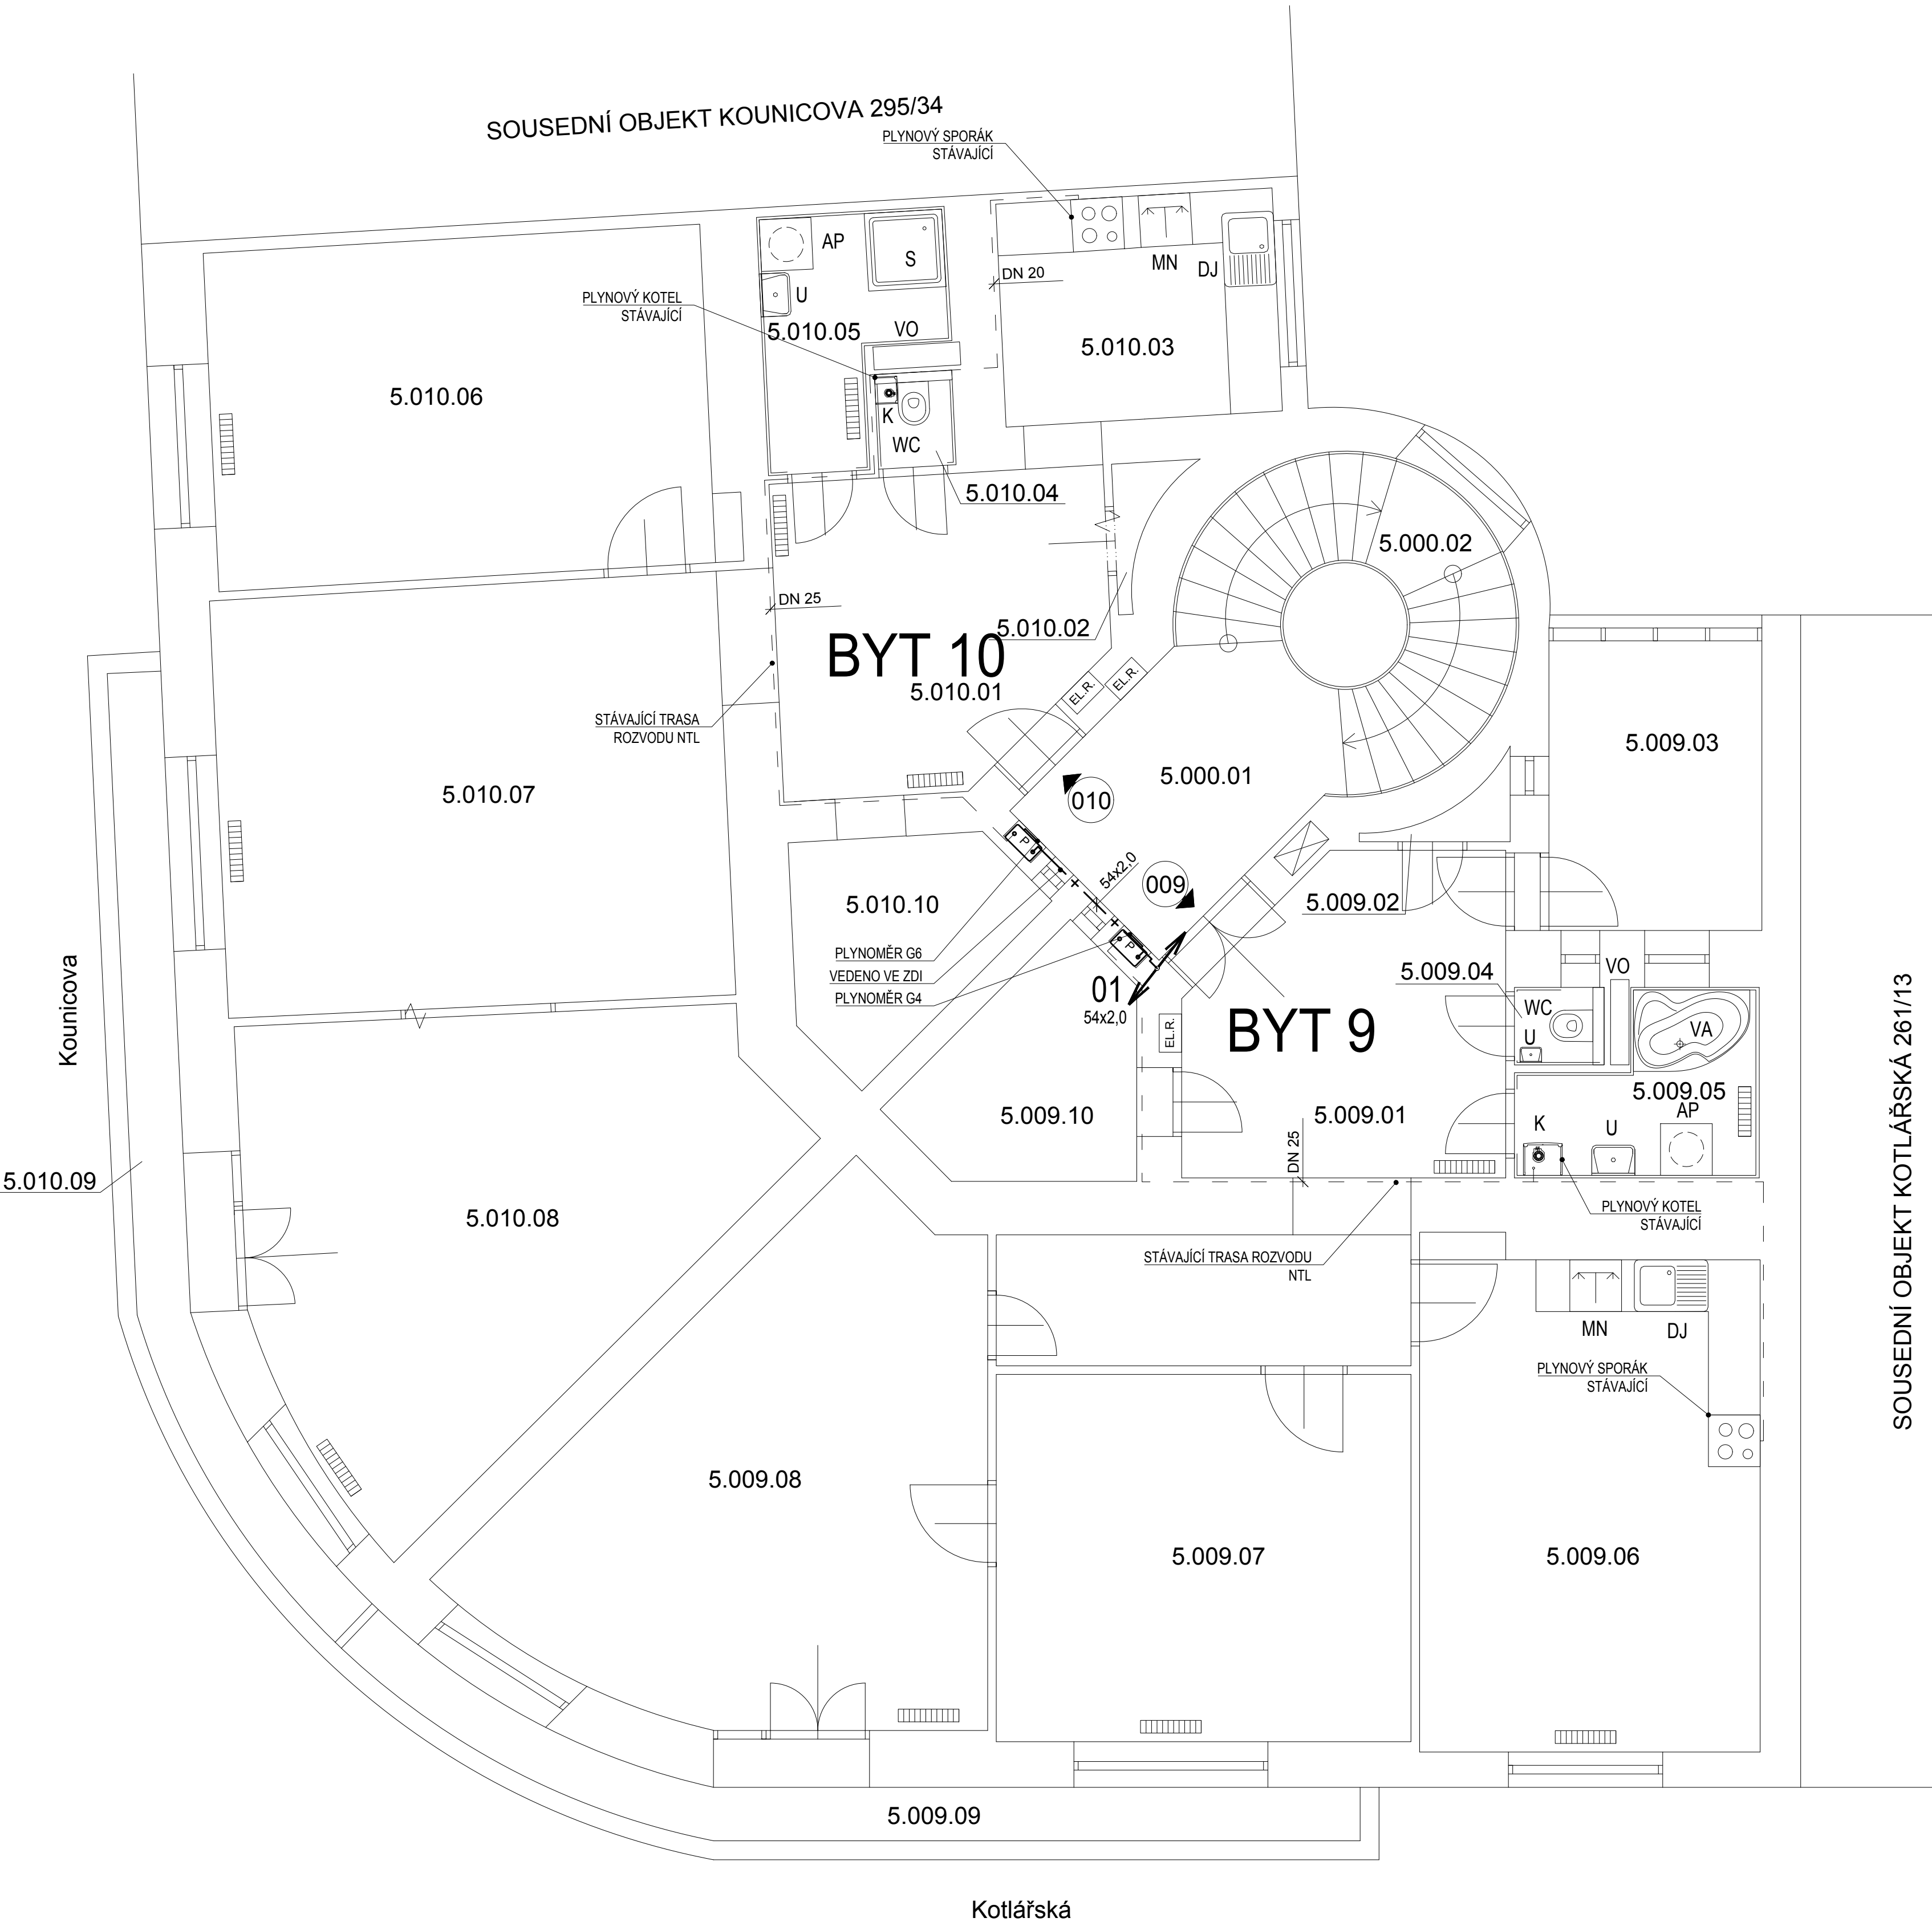 SOUSEDNÍ OBJEKT KOUNICOVA 295/34
PLYNOVÝ SPORÁK
STÁVAJÍCÍ
AP
S
MN
DJ
DN 20
PLYNOVÝ KOTEL
STÁVAJÍCÍ
U
5.010.05
VO
5.010.03
5.010.06
K
WC
5.010.04
5.000.02
DN 25
BYT 10
5.010.02
5.010.01
EL.R.
EL.R.
STÁVAJÍCÍ TRASA
ROZVODU NTL
5.009.03
5.000.01
5.010.07
010
P
54x2,0
009
5.010.10
5.009.02
PLYNOMĚR G6
VEDENO VE ZDI
PLYNOMĚR G4
P
01
54x2,0
5.009.04
VO
WC
U
VA
EL.R.
BYT 9
Kounicova
5.009.05
AP
5.009.10
5.009.01
K
U
DN 25
5.010.09
5.010.08
PLYNOVÝ KOTEL
STÁVAJÍCÍ
STÁVAJÍCÍ TRASA ROZVODU
NTL
SOUSEDNÍ OBJEKT KOTLÁŘSKÁ 261/13
MN
DJ
PLYNOVÝ SPORÁK
STÁVAJÍCÍ
5.009.08
5.009.07
5.009.06
5.009.09
Kotlářská